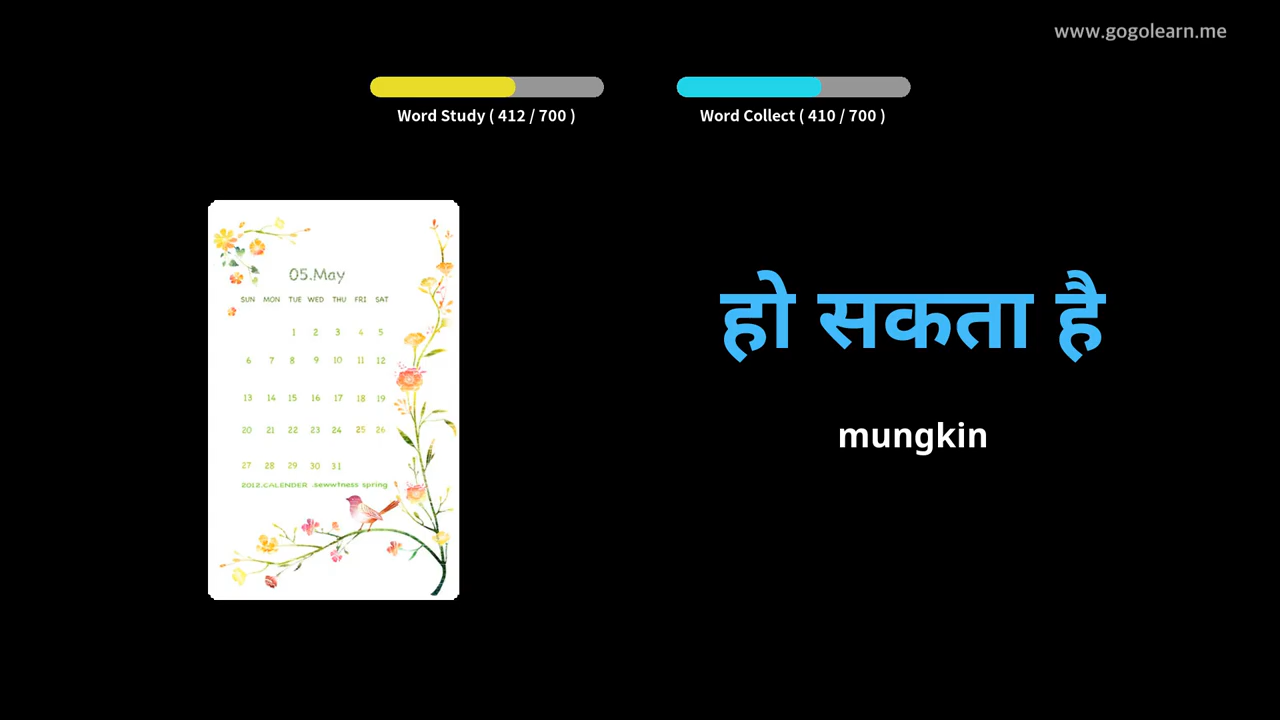 www.gogolearn.me
Word Study ( 412 / 700 )
Word Collect ( 410 / 700 )
05.May
SUN MON TUE WED THU FRI SAT
1 2 3 4 5
6 7 8 9 10 11 12
13 14 15 16 17 18 19
20 21 22 23 24 25 26
27 28 29 30 31
2012.CALENDER .sewwtness spring
हो सकता है
mungkin